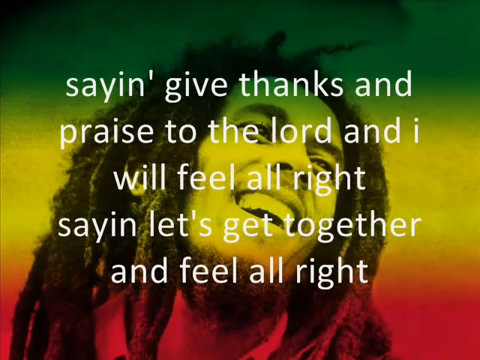 sayin' give thanks and
praise to the lord and i
will feel all right
sayin let's get together
and feel all right